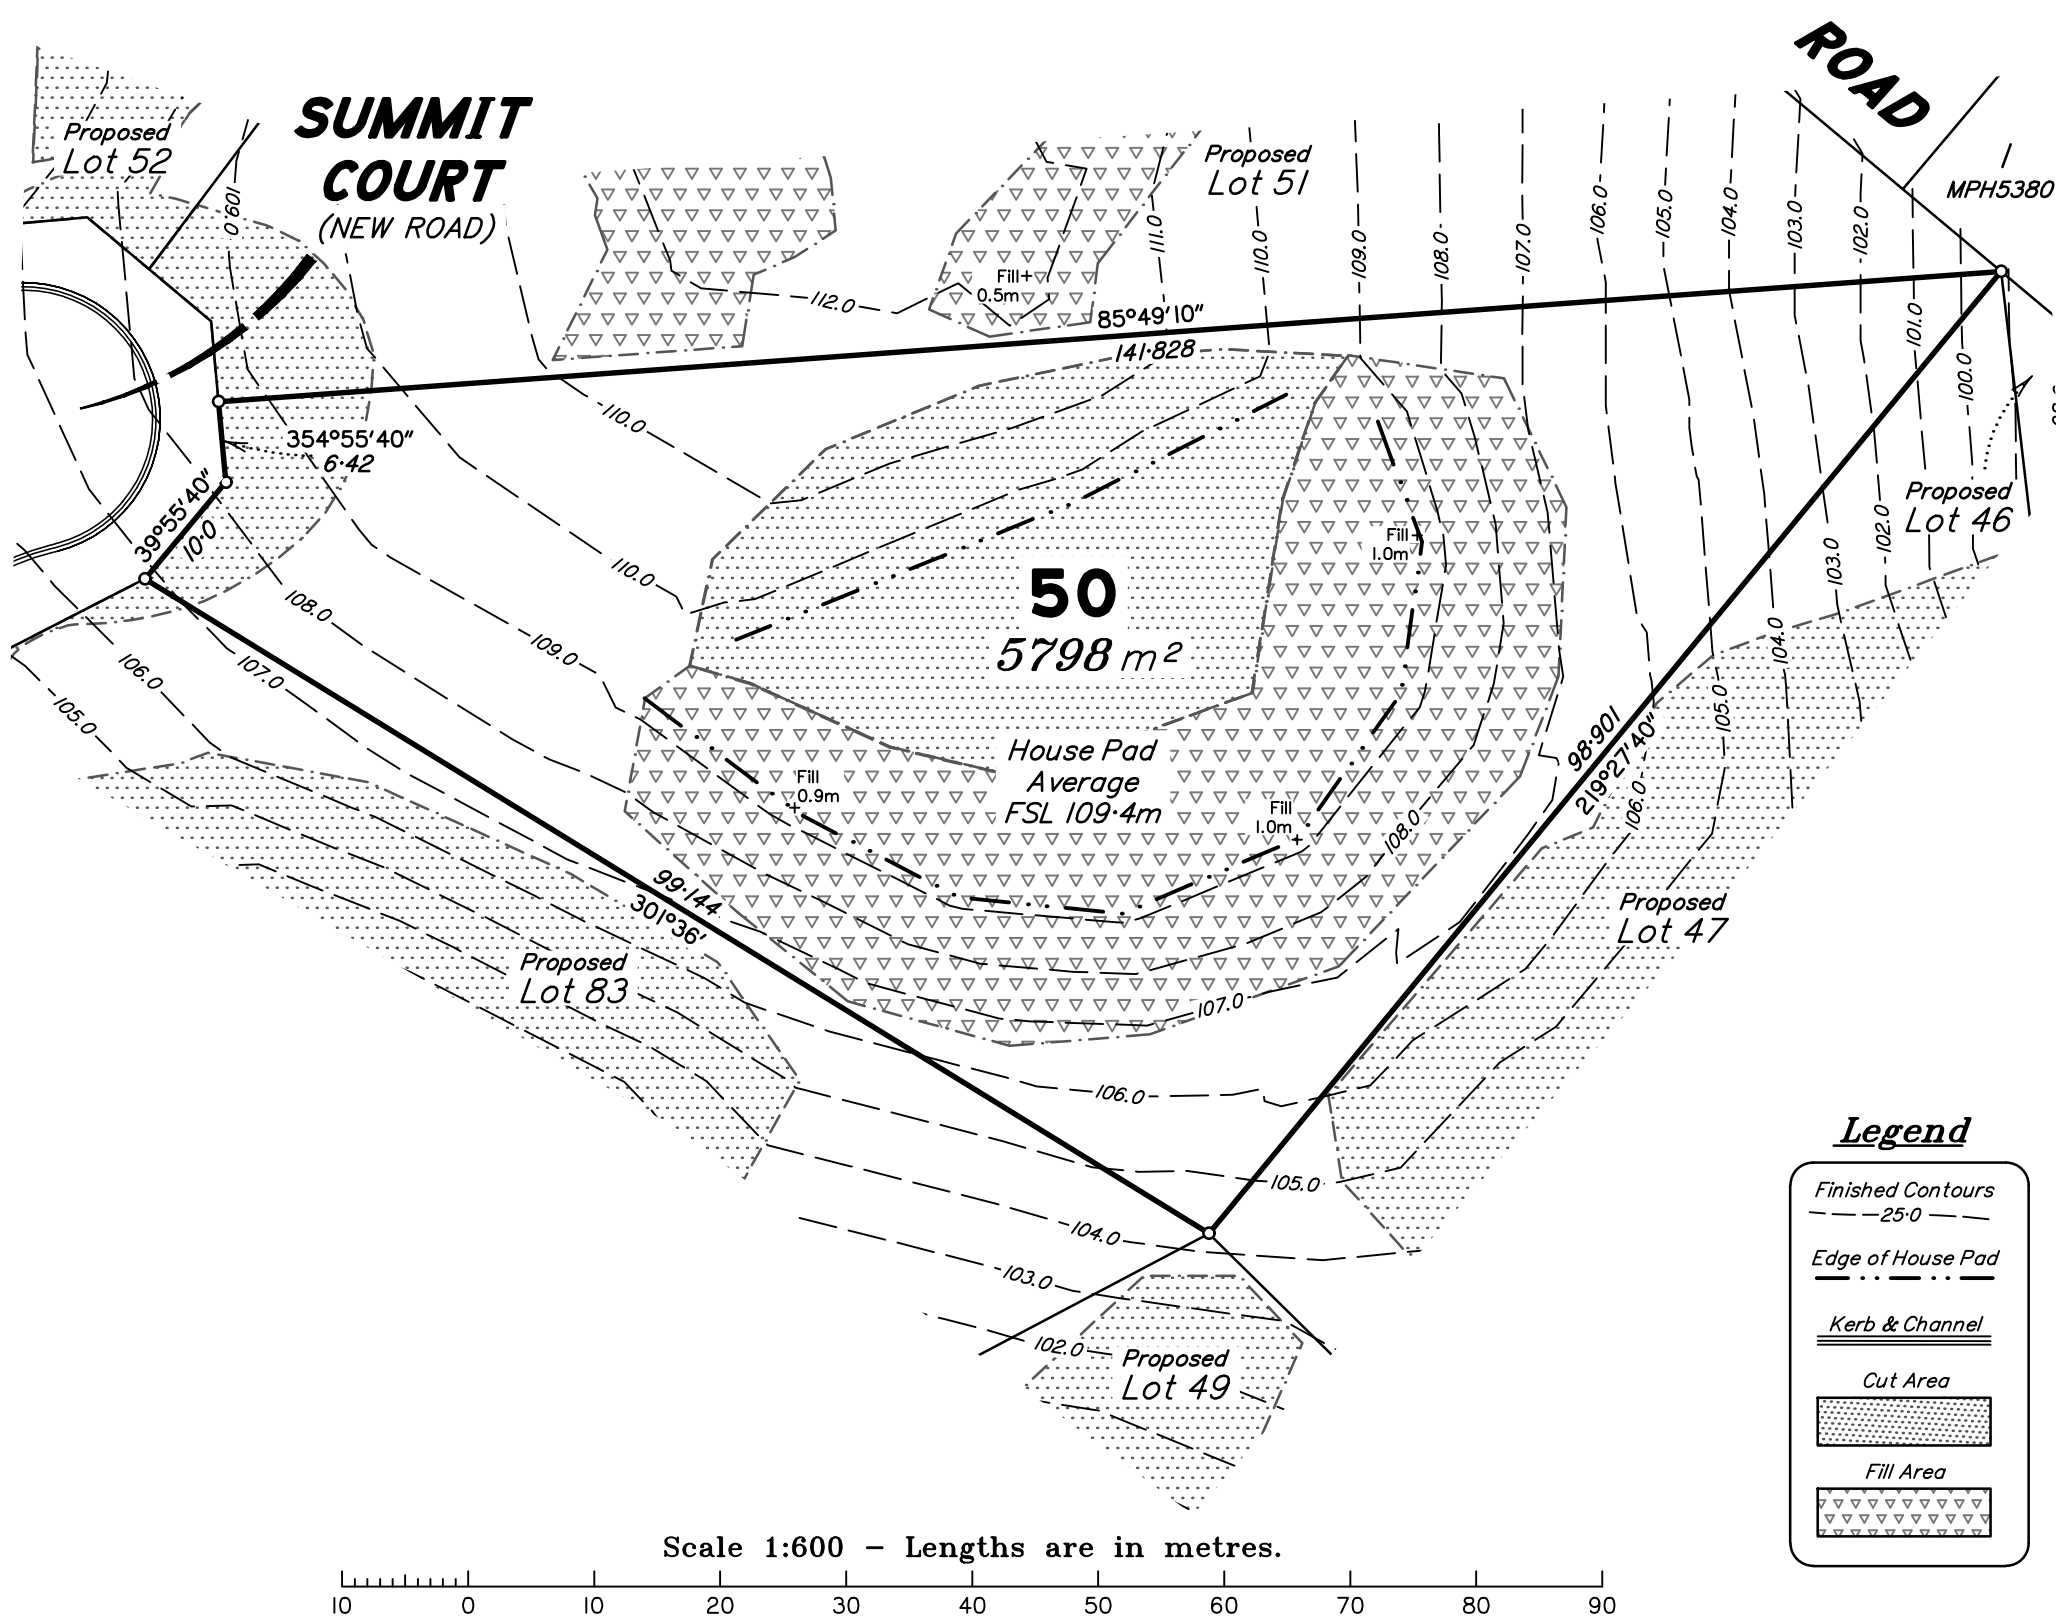 ROAD
SUMMIT
COURT
(NEW ROAD)
Proposed
Lot 52
109.0
Proposed
Lot 51
MPH5380
Fill
0.5m
112.0
111.0
110.0
109.0
108.0
107.0
106.0
105.0
104.0
103.0
102.0
101.0
100.0
85°49'10"
141·828
354°55'40"
6·42
39°55'40"
10·0
110.0
110.0
109.0
108.0
107.0
106.0
105.0
Fill
1.0m
Proposed
Lot 46
102.0
103.0
104.0
105.0
106.0
50
5798 m²
House Pad
Average
FSL 109·4m
Fill
0.9m
Fill
1.0m
108.0
98·901
219°27'40"
99·144
301°36'
Proposed
Lot 47
Proposed
Lot 83
107.0
106.0
105.0
104.0
103.0
102.0
Proposed
Lot 49
Legend
Finished Contours
25·0
Edge of House Pad
Kerb & Channel
Cut Area
Fill Area
Scale 1:600 – Lengths are in metres.
10 0 10 20 30 40 50 60 70 80 90